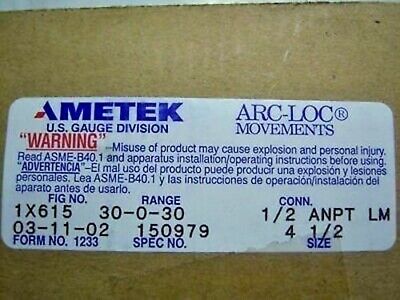 AMETEK ARC-LOC®
U.S. GAUGE DIVISION MOVEMENTS
"WARNING" –Misuse of product may cause explosion and personal injury.
Read ASME-B40.1 and apparatus installation/operating instructions before using.
"ADVERTENCIA"–El mal uso del producto puede producir una explosión y lesiones
personales. Lea ASME-B40.1 y las instrucciones de operación/instalación del
aparato antes de usarlo.
FIG NO. RANGE CONN.
1X615 30-0-30 1/2 ANPT LM
03-11-02 150979 4 1/2
FORM NO. 1233 SPEC NO. SIZE